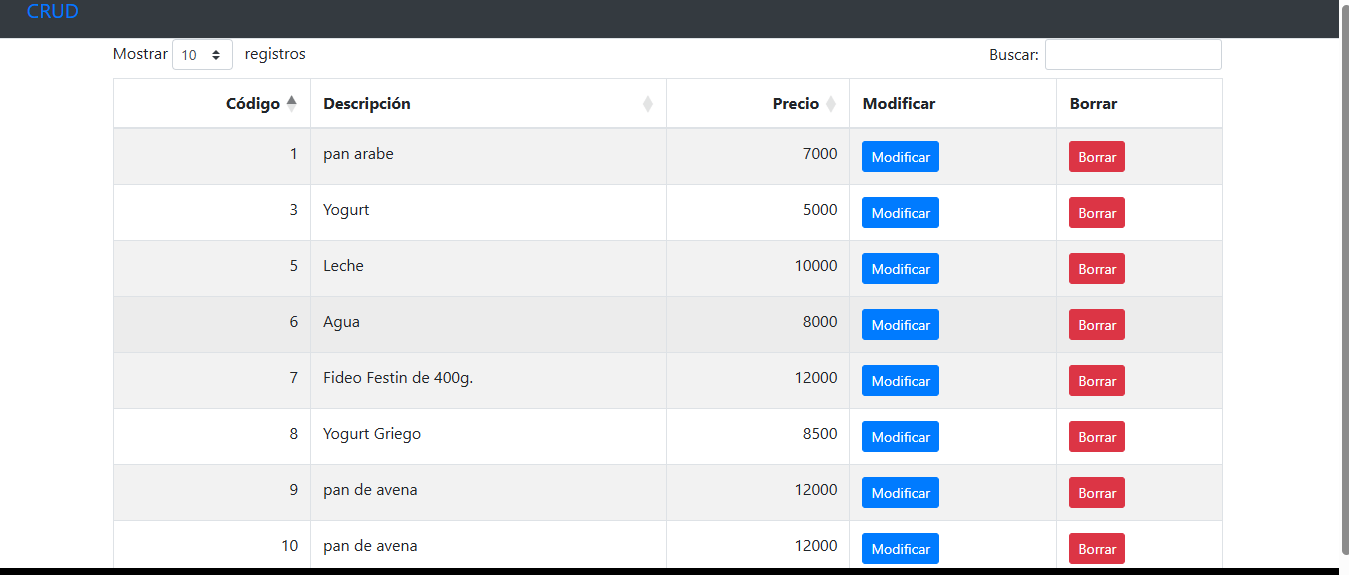 CRUD
Mostrar 10 registros Buscar:
Código Descripción Precio Modificar Borrar
1 pan arabe 7000 Modificar Borrar
3 Yogurt 5000 Modificar Borrar
5 Leche 10000 Modificar Borrar
6 Agua 8000 Modificar Borrar
7 Fideo Festin de 400g. 12000 Modificar Borrar
8 Yogurt Griego 8500 Modificar Borrar
9 pan de avena 12000 Modificar Borrar
10 pan de avena 12000 Modificar Borrar